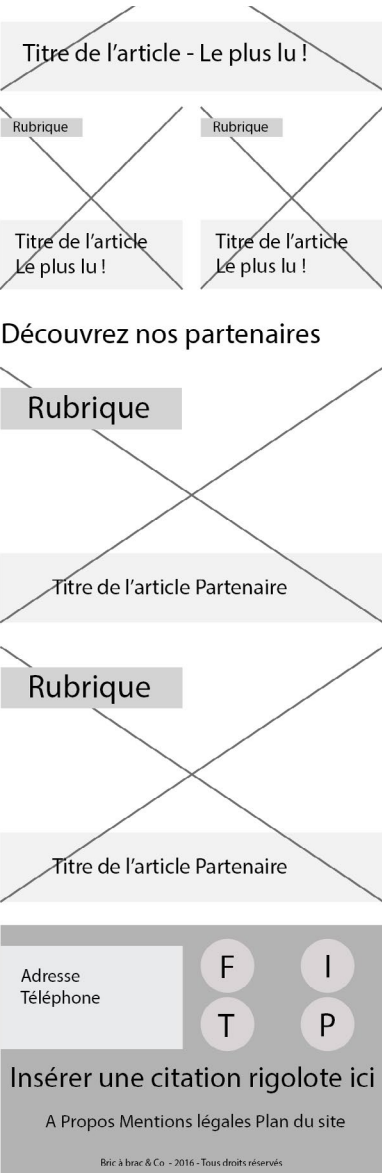 Titre de l'article - Le plus lu !
Rubrique
Rubrique
Titre de l'article
Le plus lu !
Titre de l'article
Le plus lu !
Découvrez nos partenaires
Rubrique
Titre de l'article Partenaire
Rubrique
Titre de l'article Partenaire
Adresse
Téléphone
F
I
T
P
Insérer une citation rigolote ici
A Propos Mentions légales Plan du site
Bric à brac & Co - 2016 - Tous droits réservés